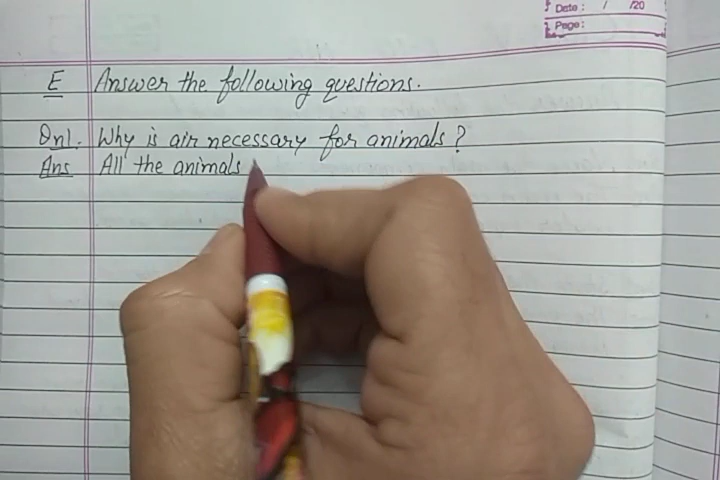 Date : / /20
Page:
E Answer the following questions.
Qn1. Why is air necessary for animals?
Ans All the animals